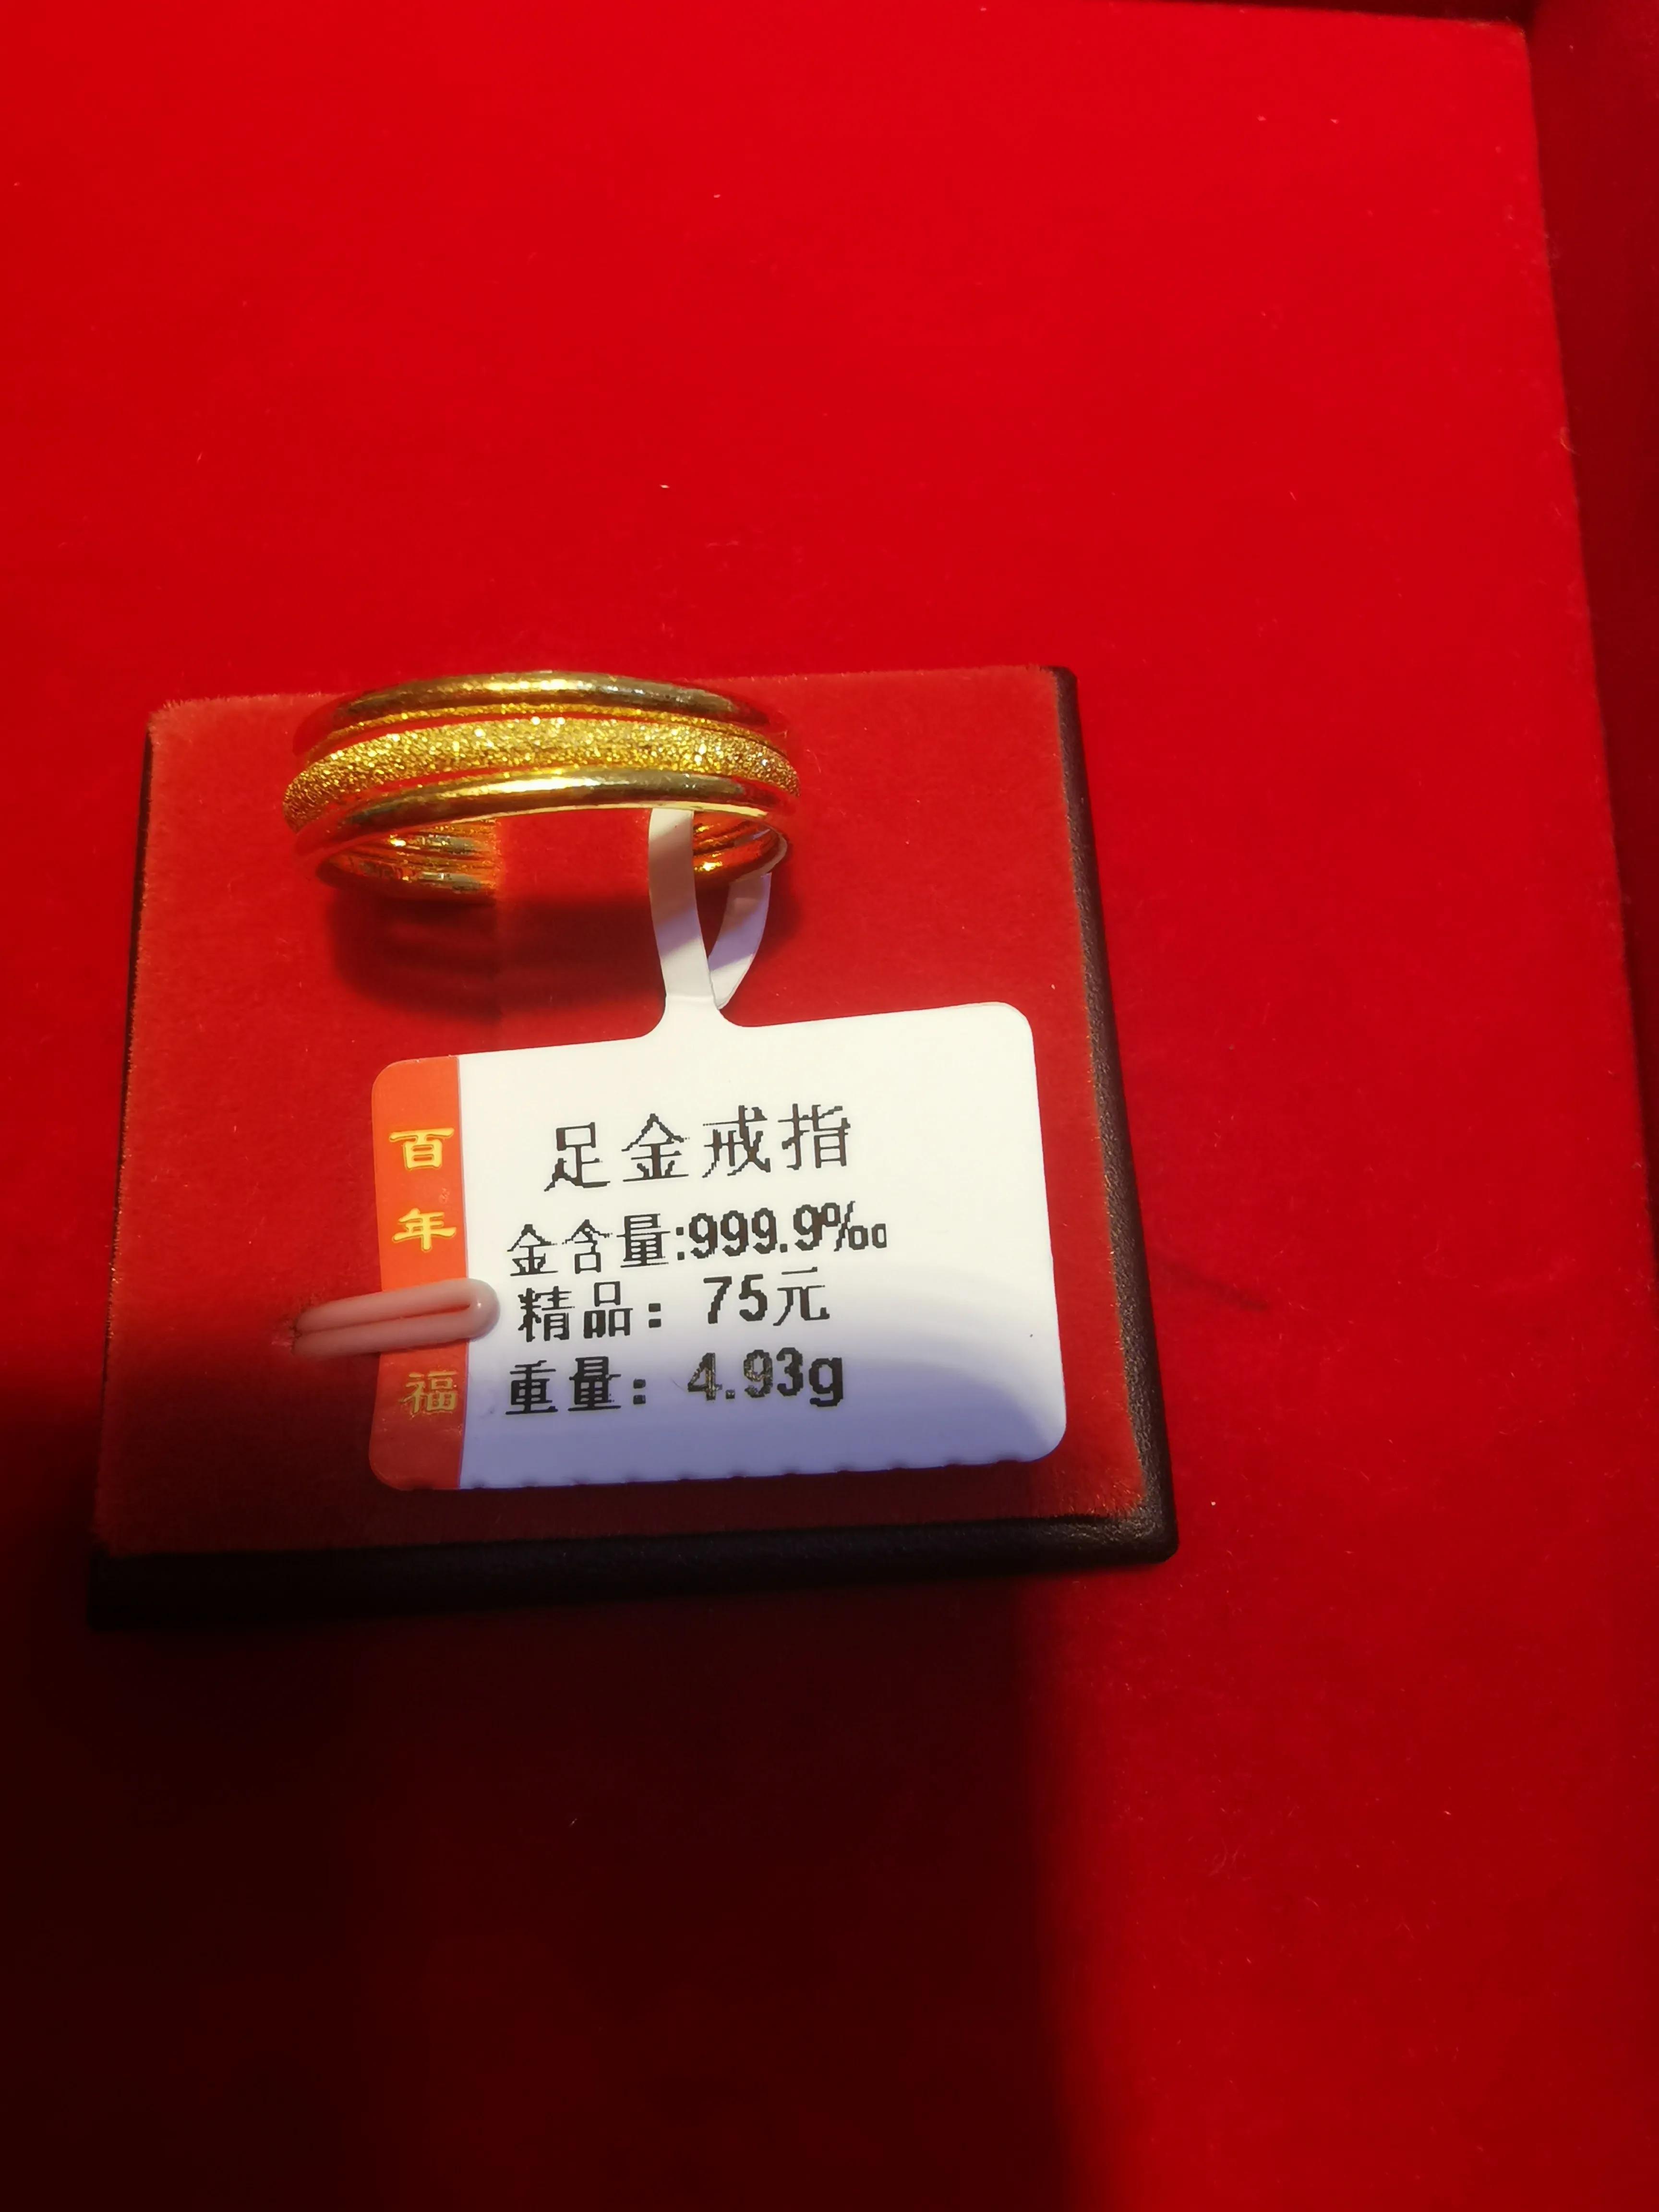 百年福
足金戒指
金含量:999.9‰
精品：75元
重量：4.93g